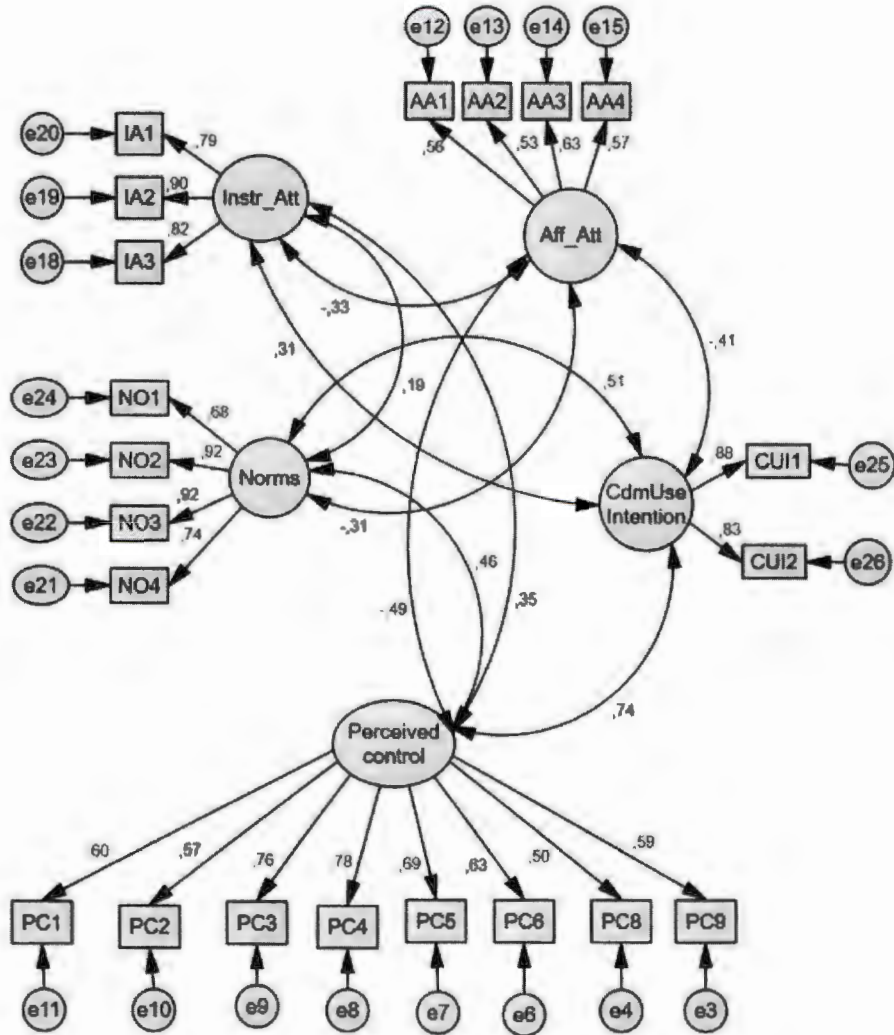 e12 e13 e14 e15
AA1 AA2 AA3 AA4
,56 ,53 ,63 ,57
e20 IA1 ,79
e19 IA2 ,90
e18 IA3 ,82
Instr_Att
Aff_Att
-,33
,31
,19
-,41
,51
e24 NO1 ,68
e23 NO2 ,92
e22 NO3 ,92
e21 NO4 ,74
Norms
CdmUse
Intention
,88 CUI1 e25
,83 CUI2 e26
-,31
,46
-,49
,35
,74
Perceived
control
,60 ,57 ,76 ,78 ,69 ,63 ,50 ,59
PC1 PC2 PC3 PC4 PC5 PC6 PC8 PC9
e11 e10 e9 e8 e7 e6 e4 e3